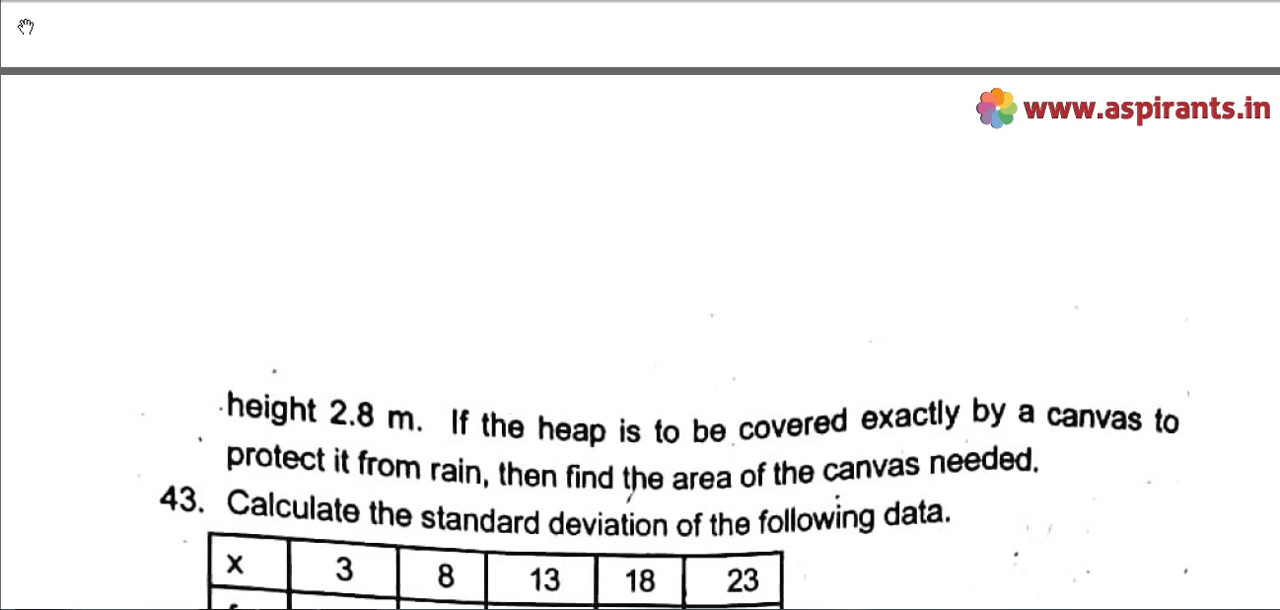 www.aspirants.in
height 2.8 m. If the heap is to be covered exactly by a canvas to
protect it from rain, then find the area of the canvas needed.
43. Calculate the standard deviation of the following data.
x 3 8 13 18 23